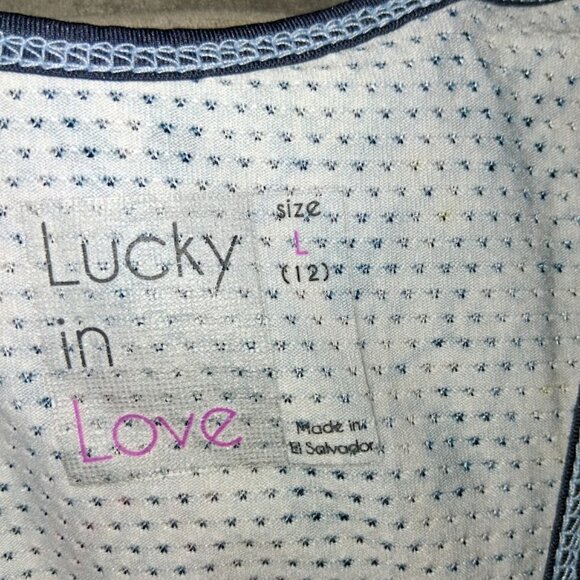 Lucky
in
Love
size
L
(12)
Made in
El Salvador